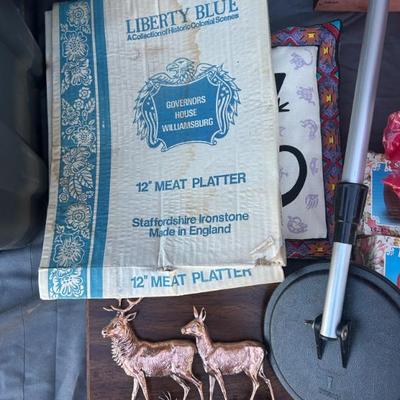 LIBERTY BLUE
A Collection of Historic Colonial Scenes
GOVERNORS
HOUSE
WILLIAMSBURG
12" MEAT PLATTER
Staffordshire Ironstone
Made in England
12" MEAT PLATTER